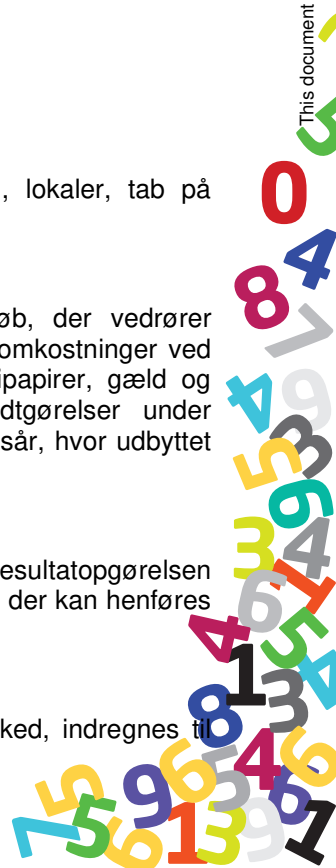 This document
, lokaler, tab på
øb, der vedrører
omkostninger ved
ipapirer, gæld og
dtgørelser under
sår, hvor udbyttet
esultatopgørelsen
der kan henføres
ked, indregnes til